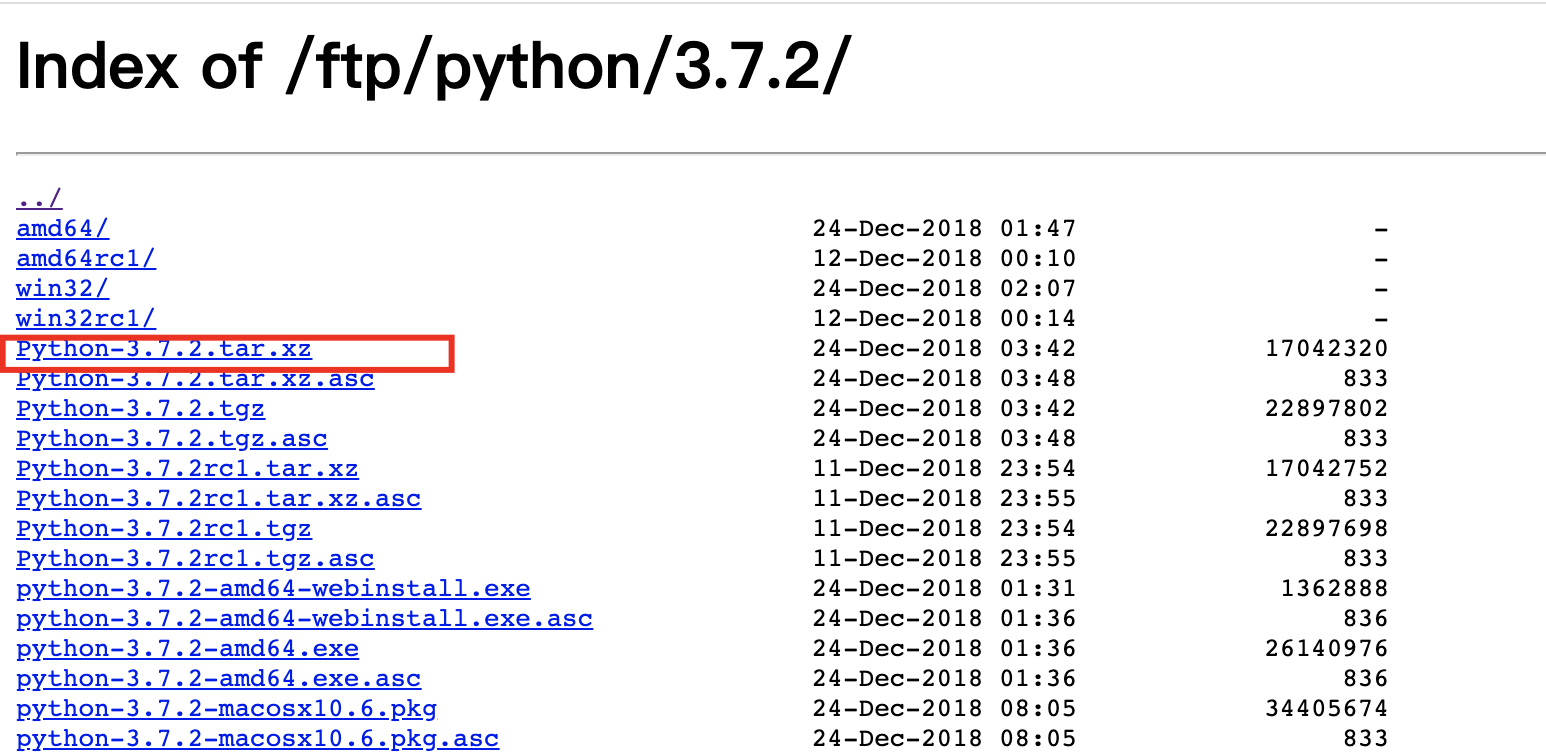 Index of /ftp/python/3.7.2/
../
amd64/ 24-Dec-2018 01:47 -
amd64rc1/ 12-Dec-2018 00:10 -
win32/ 24-Dec-2018 02:07 -
win32rc1/ 12-Dec-2018 00:14 -
Python-3.7.2.tar.xz 24-Dec-2018 03:42 17042320
Python-3.7.2.tar.xz.asc 24-Dec-2018 03:48 833
Python-3.7.2.tgz 24-Dec-2018 03:42 22897802
Python-3.7.2.tgz.asc 24-Dec-2018 03:48 833
Python-3.7.2rc1.tar.xz 11-Dec-2018 23:54 17042752
Python-3.7.2rc1.tar.xz.asc 11-Dec-2018 23:55 833
Python-3.7.2rc1.tgz 11-Dec-2018 23:54 22897698
Python-3.7.2rc1.tgz.asc 11-Dec-2018 23:55 833
python-3.7.2-amd64-webinstall.exe 24-Dec-2018 01:31 1362888
python-3.7.2-amd64-webinstall.exe.asc 24-Dec-2018 01:36 836
python-3.7.2-amd64.exe 24-Dec-2018 01:36 26140976
python-3.7.2-amd64.exe.asc 24-Dec-2018 01:36 836
python-3.7.2-macosx10.6.pkg 24-Dec-2018 08:05 34405674
python-3.7.2-macosx10.6.pkg.asc 24-Dec-2018 08:05 833